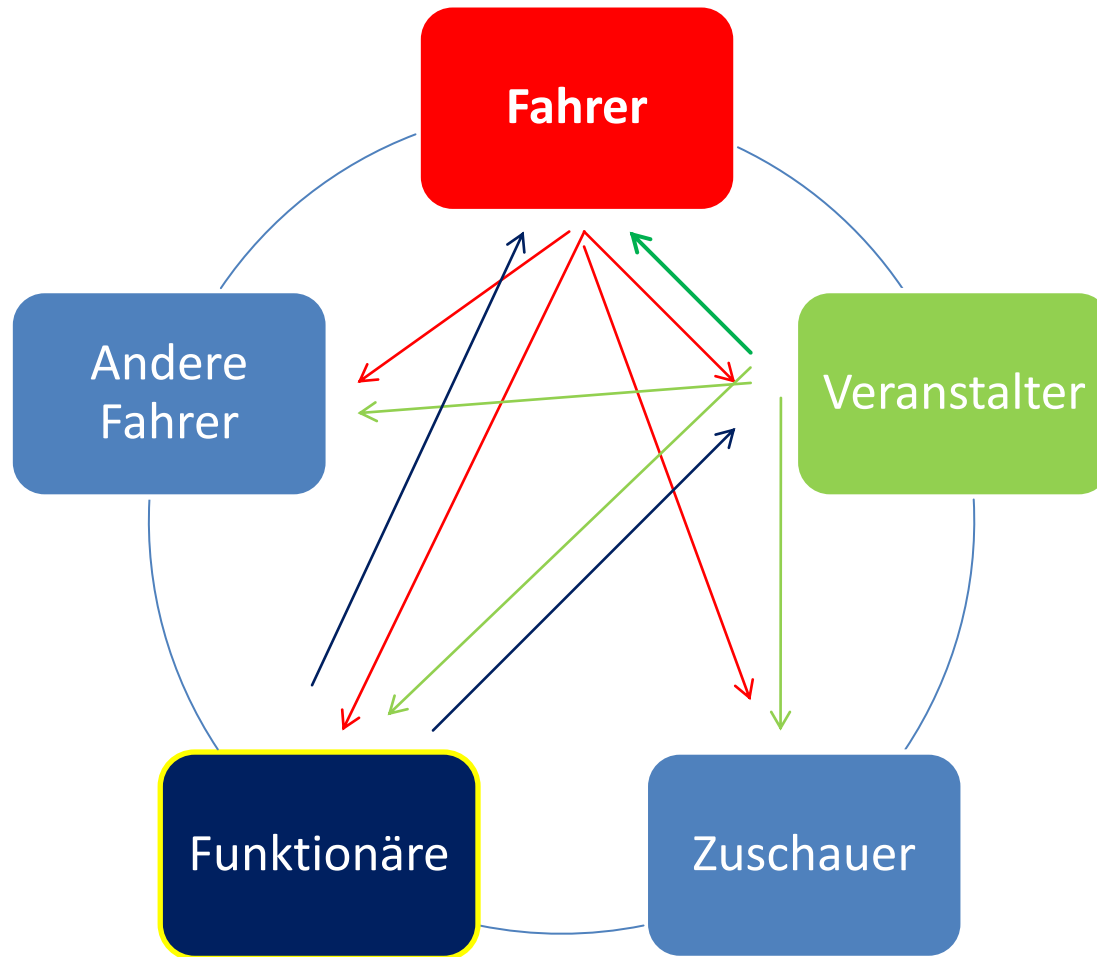 Fahrer
Andere
Fahrer
Veranstalter
Funktionäre
Zuschauer